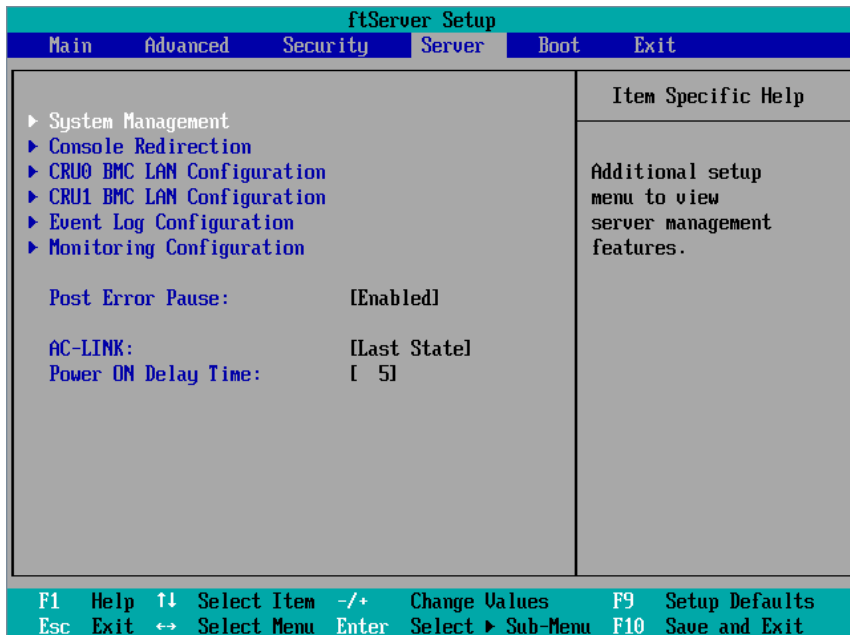 ftServer Setup
Main Advanced Security Server Boot Exit
Item Specific Help
▶ System Management
▶ Console Redirection
▶ CRU0 BMC LAN Configuration
▶ CRU1 BMC LAN Configuration
▶ Event Log Configuration
▶ Monitoring Configuration
Post Error Pause: [Enabled]
AC-LINK: [Last State]
Power ON Delay Time: [ 5]
Additional setup
menu to view
server management
features.
F1 Help ↑↓ Select Item -/+ Change Values F9 Setup Defaults
Esc Exit ↔ Select Menu Enter Select ▶ Sub-Menu F10 Save and Exit